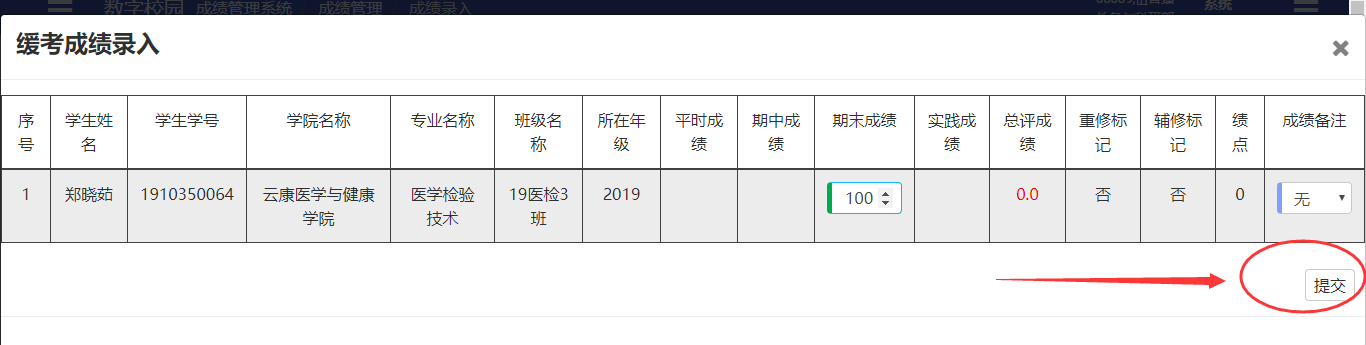 数字校园 成绩管理系统 / 成绩管理 / 成绩录入 系统
缓考成绩录入 ×
序号 学生姓名 学生学号 学院名称 专业名称 班级名称 所在年级 平时成绩 期中成绩 期末成绩 实践成绩 总评成绩 重修标记 辅修标记 绩点 成绩备注
1 郑晓茹 1910350064 云康医学与健康学院 医学检验技术 19医检3班 2019 100 0.0 否 否 0 无
提交